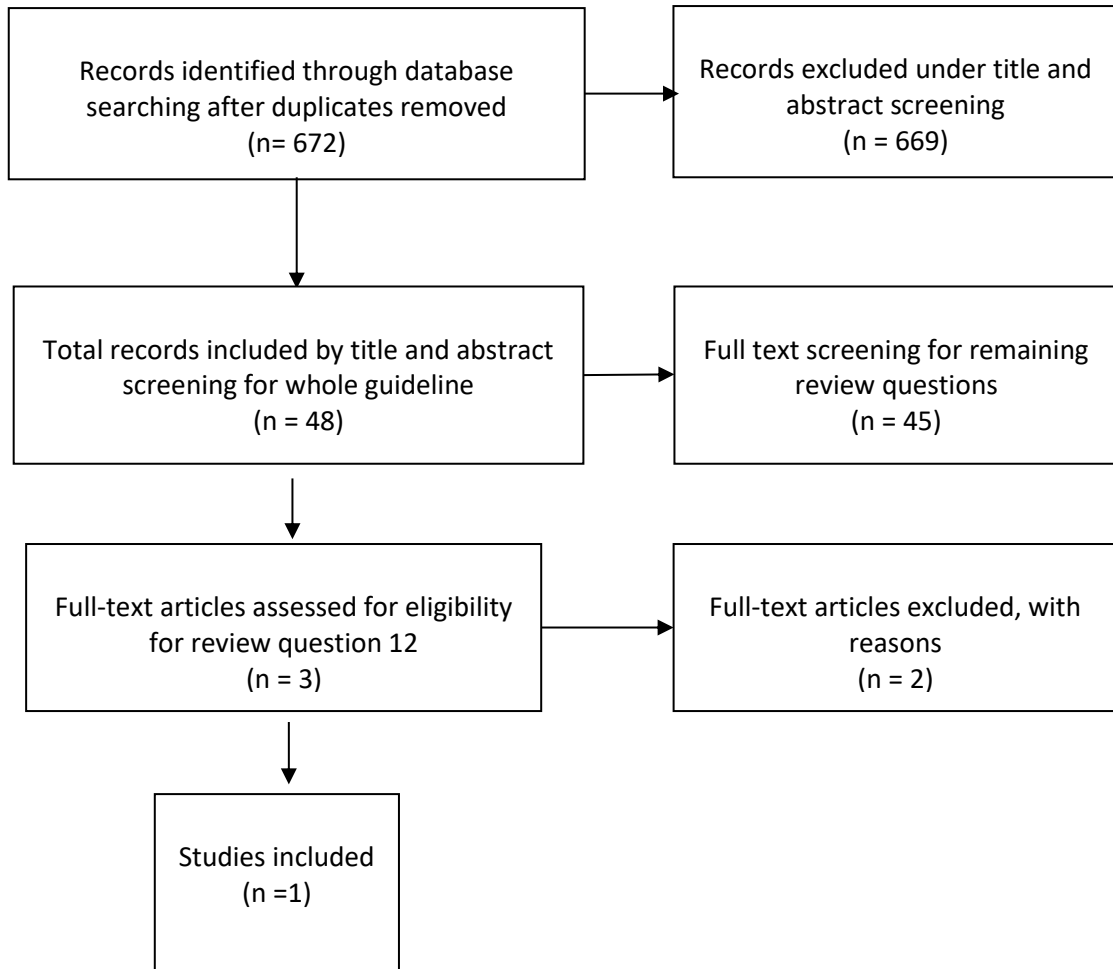 Records identified through database
searching after duplicates removed
(n= 672)
Records excluded under title and
abstract screening
(n = 669)
Total records included by title and abstract
screening for whole guideline
(n = 48)
Full text screening for remaining
review questions
(n = 45)
Full-text articles assessed for eligibility
for review question 12
(n = 3)
Full-text articles excluded, with
reasons
(n = 2)
Studies included
(n =1)